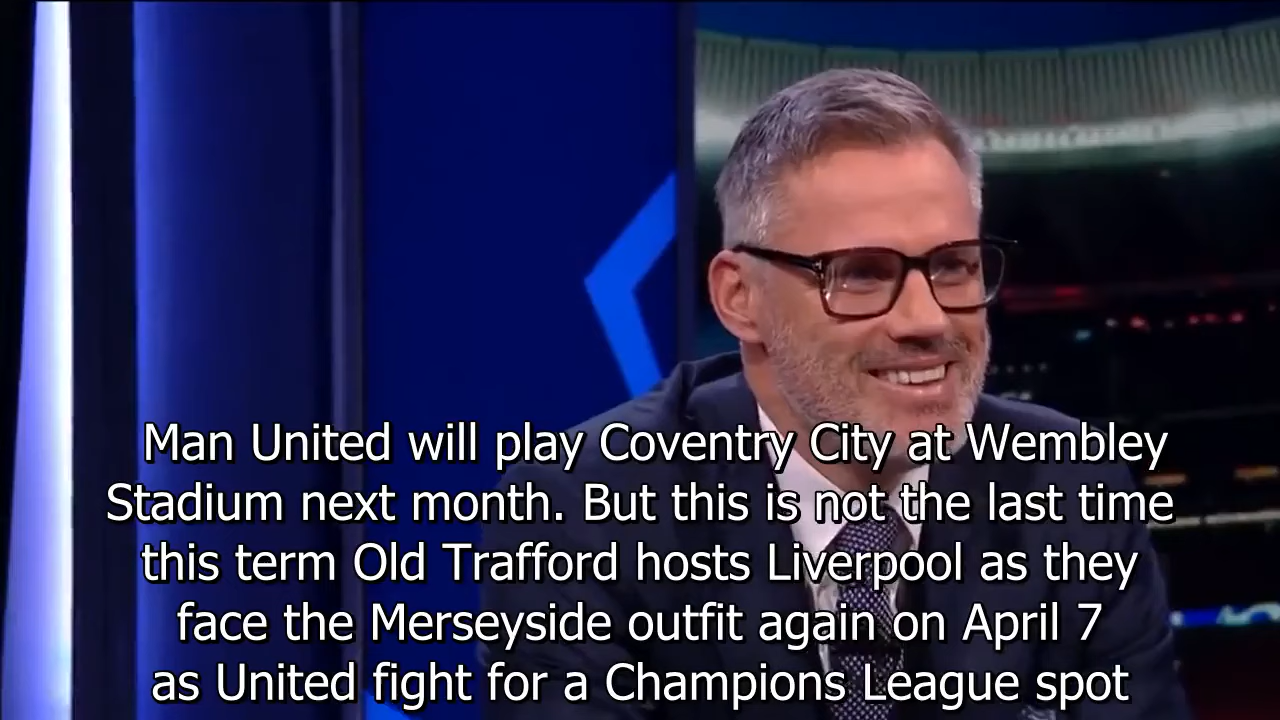 Man United will play Coventry City at Wembley
Stadium next month. But this is not the last time
this term Old Trafford hosts Liverpool as they
face the Merseyside outfit again on April 7
as United fight for a Champions League spot